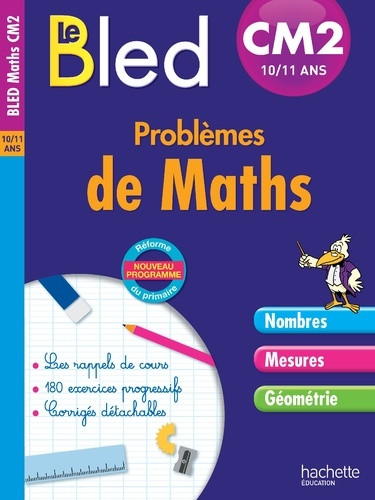 BLED Maths CM2
10/11
ANS
Le
Bled
CM2
10/11 ANS
Problèmes
de Maths
Réforme
NOUVEAU
PROGRAMME
du primaire
Nombres
Mesures
Géométrie
• Les rappels de cours
• 180 exercices progressifs
• Corrigés détachables
hachette
ÉDUCATION